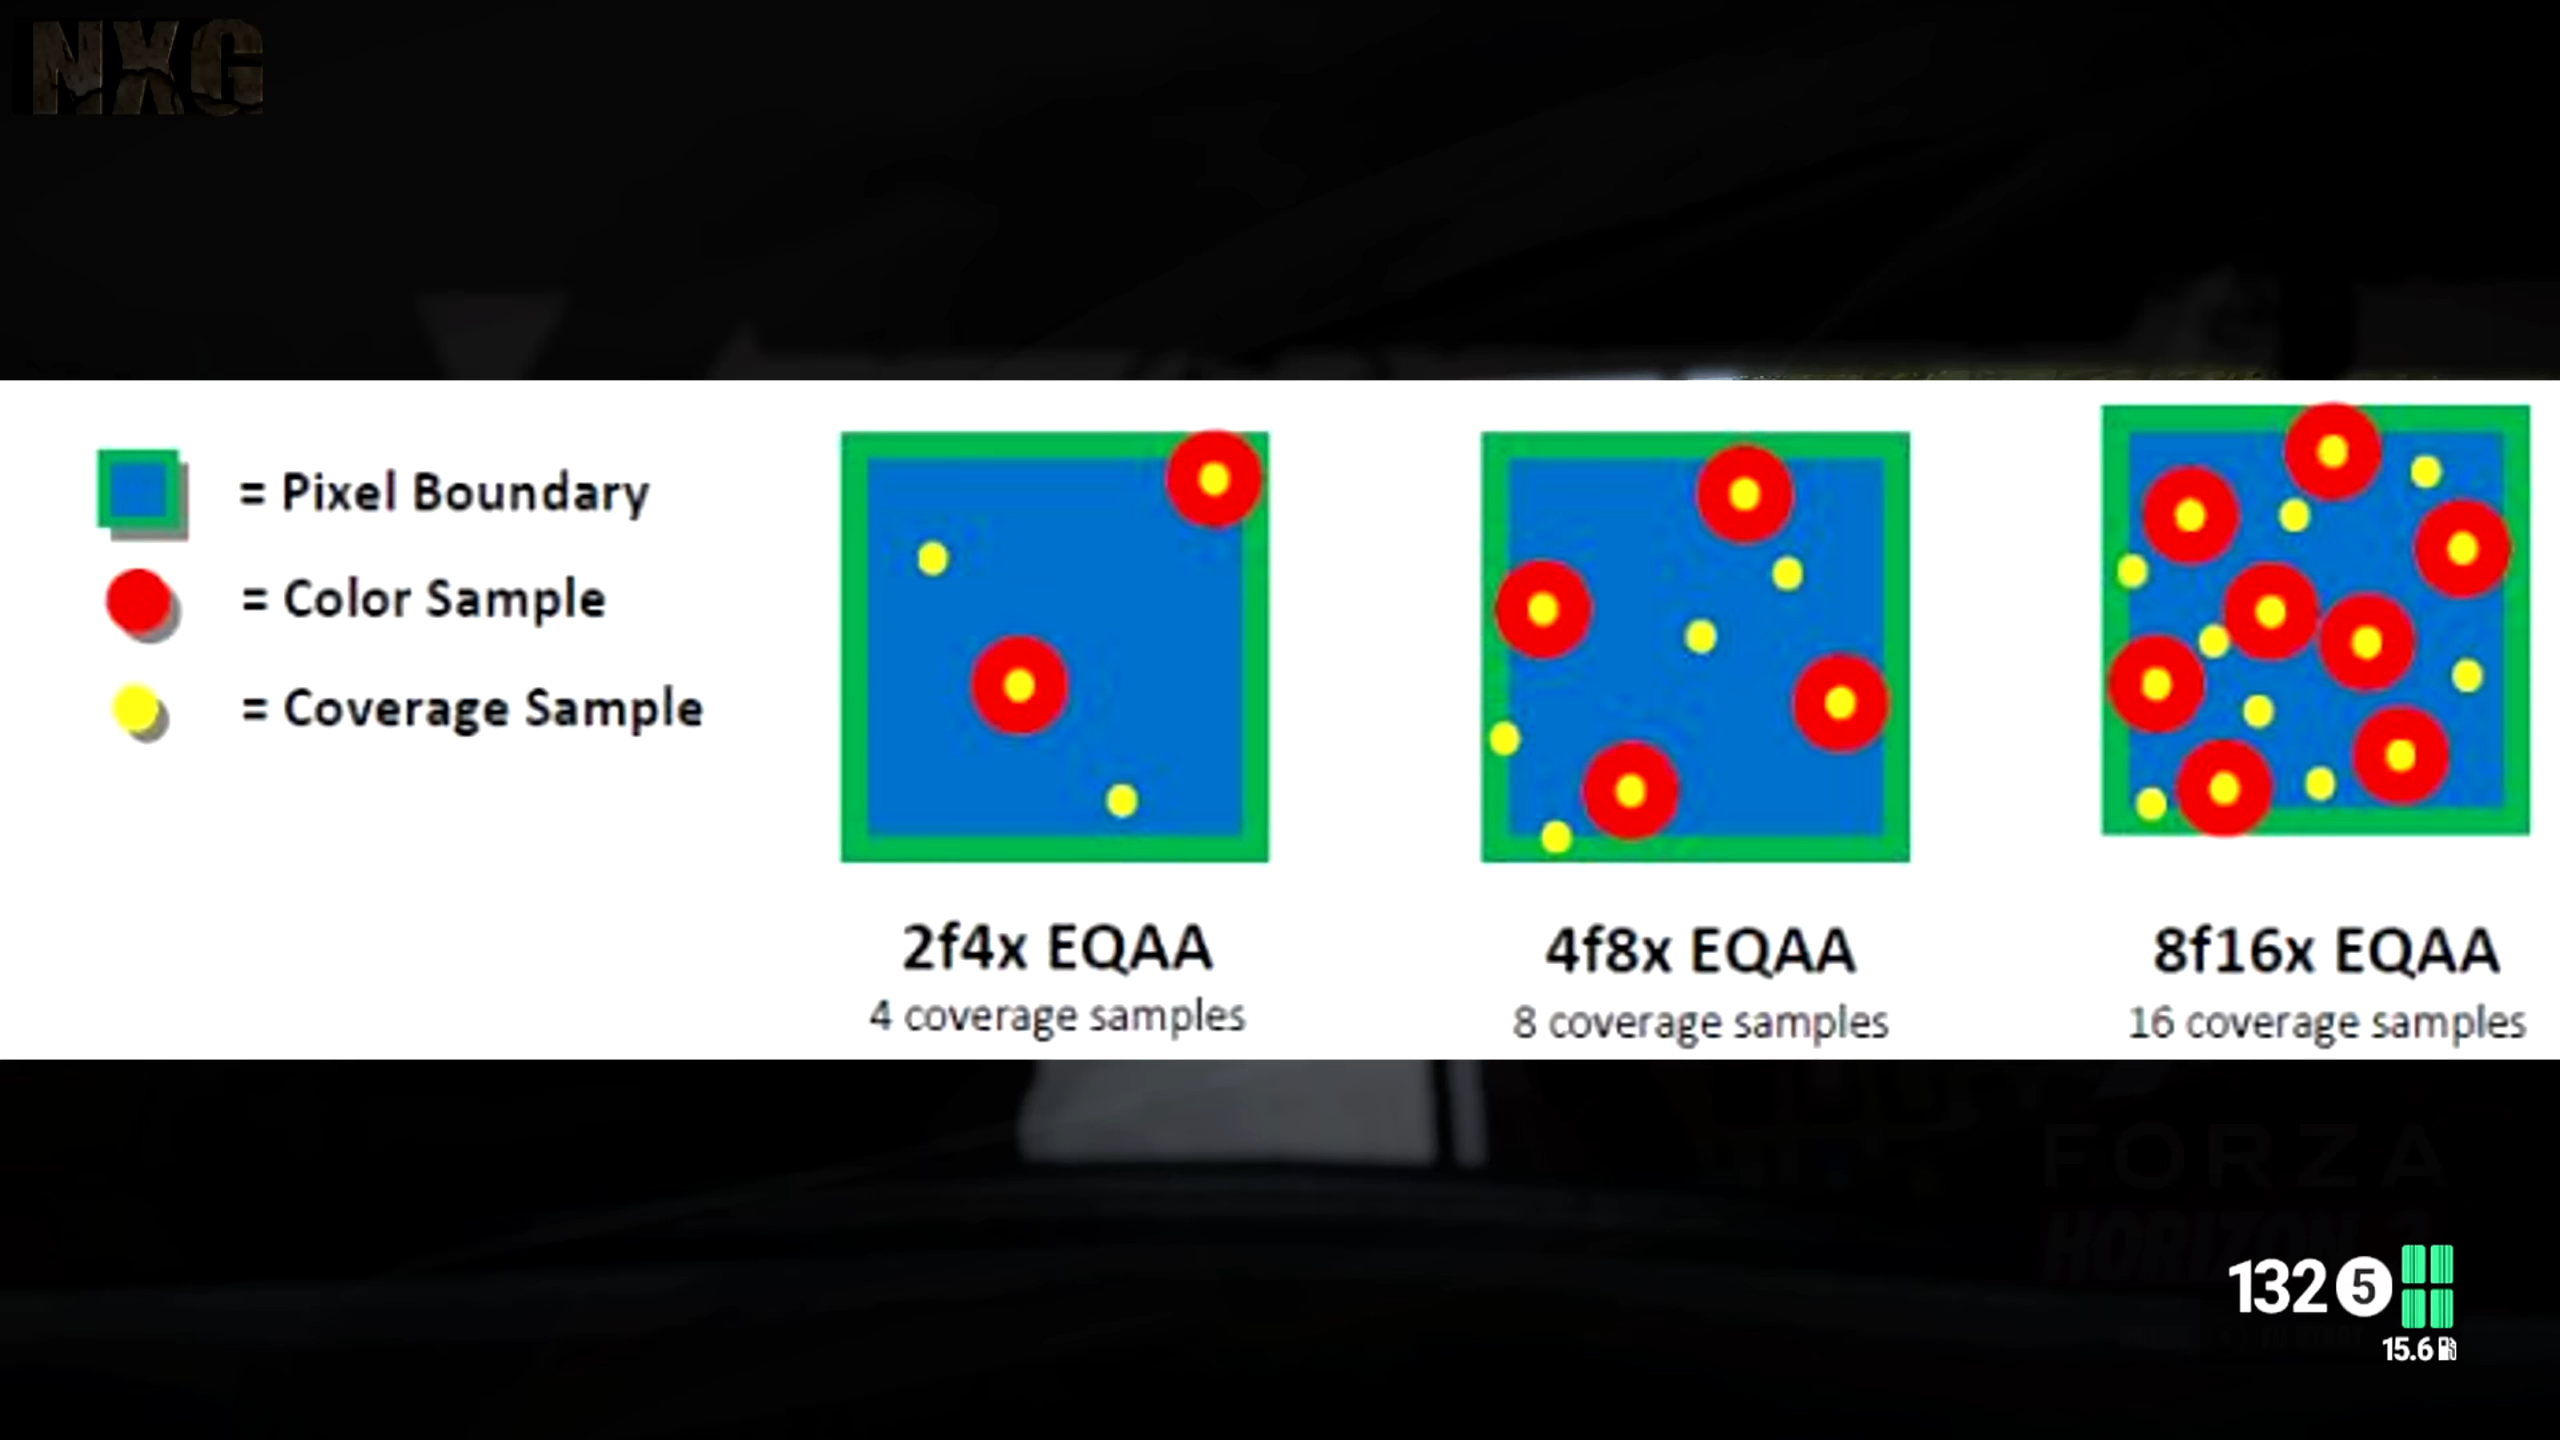 NXG
= Pixel Boundary
= Color Sample
= Coverage Sample
2f4x EQAA
4 coverage samples
4f8x EQAA
8 coverage samples
8f16x EQAA
16 coverage samples
FORZA
HORIZON
132 5
15.6